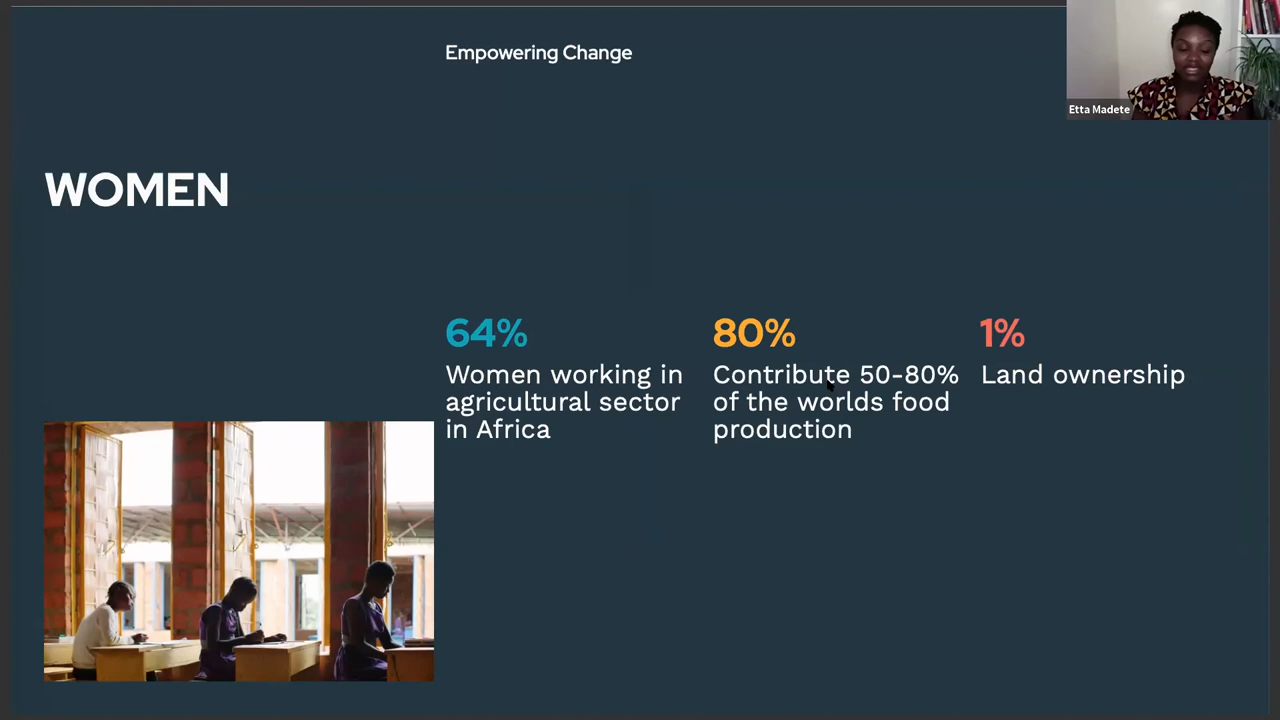 Empowering Change
Etta Madete
WOMEN
64%
Women working in
agricultural sector
in Africa
80%
Contribute 50-80%
of the worlds food
production
1%
Land ownership